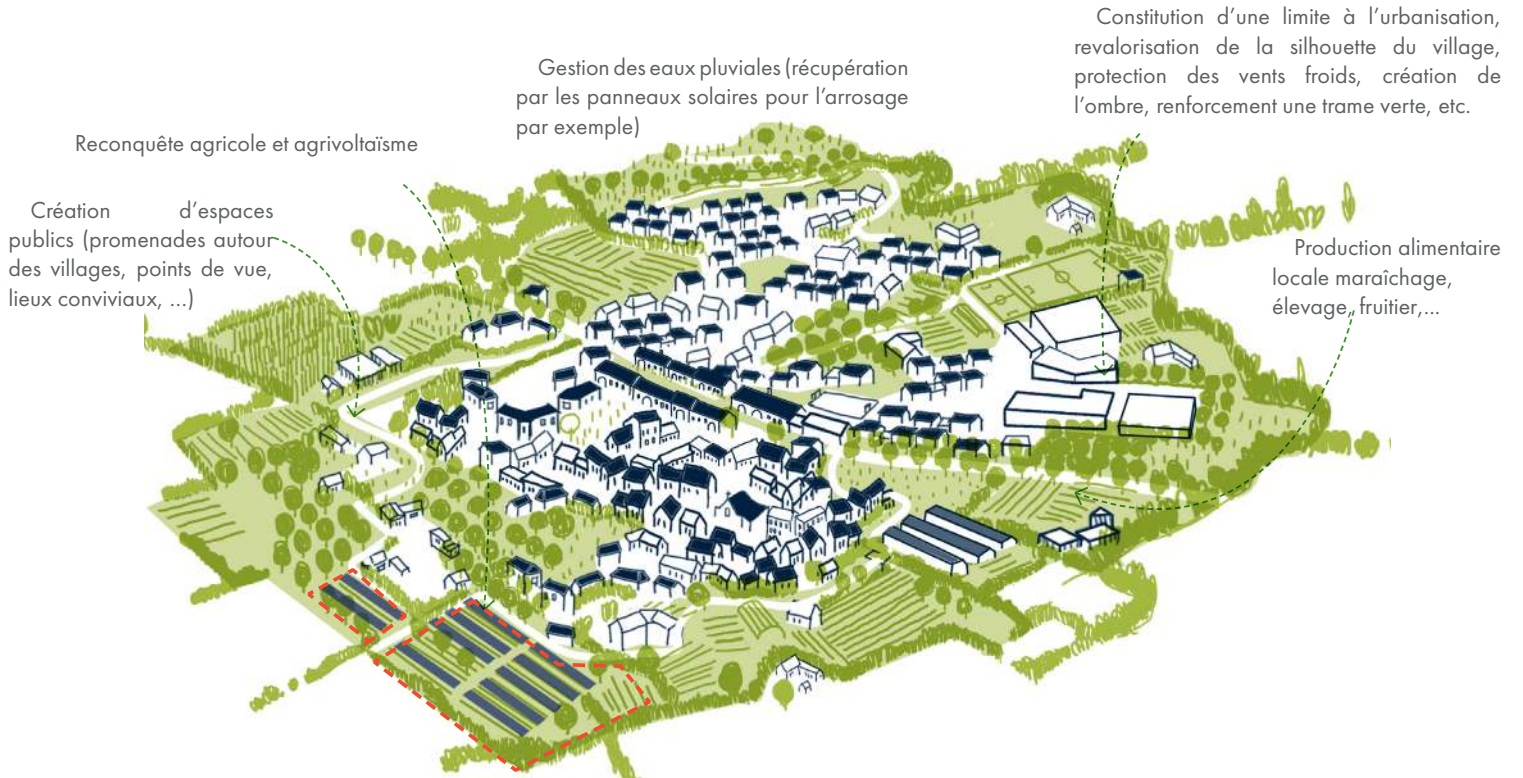 Constitution d’une limite à l’urbanisation,
revalorisation de la silhouette du village,
protection des vents froids, création de
l’ombre, renforcement une trame verte, etc.
Gestion des eaux pluviales (récupération
par les panneaux solaires pour l’arrosage
par exemple)
Reconquête agricole et agrivoltaïsme
Création d’espaces
publics (promenades autour
des villages, points de vue,
lieux conviviaux, ...)
Production alimentaire
locale maraîchage,
élevage, fruitier,...